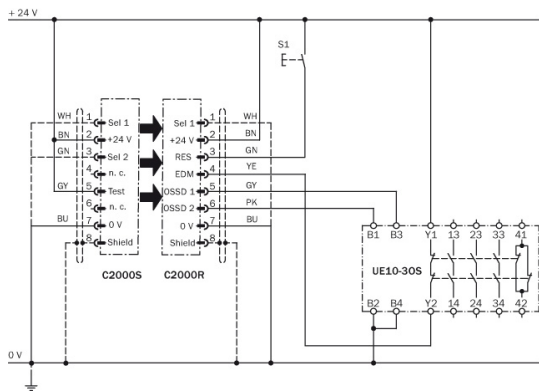 + 24 V
S1
WH 1 Sel 1
BN 2 +24 V
GN 3 Sel 2
4 n. c.
GY 5 Test
6 n. c.
BU 7 0 V
8 Shield
C2000S
Sel 1 1 WH
+24 V 2 BN
RES 3 GN
EDM 4 YE
OSSD 1 5 GY
OSSD 2 6 PK
0 V 7 BU
Shield 8
C2000R
B1 B3 Y1 13 23 33 41
UE10-30S
B2 B4 Y2 14 24 34 42
0 V